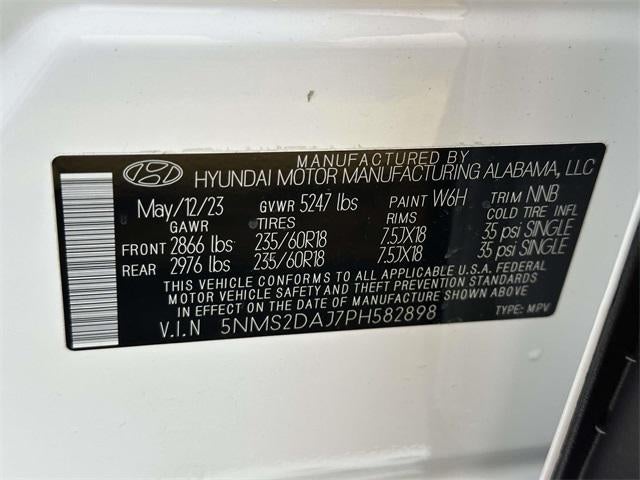 MANUFACTURED BY
HYUNDAI MOTOR MANUFACTURING ALABAMA, LLC
May/12/23 GVWR 5247 lbs PAINT W6H TRIM NNB
GAWR TIRES RIMS COLD TIRE INFL
FRONT 2866 lbs 235/60R18 7.5JX18 35 psi SINGLE
REAR 2976 lbs 235/60R18 7.5JX18 35 psi SINGLE
THIS VEHICLE CONFORMS TO ALL APPLICABLE U.S.A. FEDERAL
MOTOR VEHICLE SAFETY AND THEFT PREVENTION STANDARDS
IN EFFECT ON THE DATE OF MANUFACTURE SHOWN ABOVE.
V.I.N 5NMS2DAJ7PH582898 TYPE: MPV